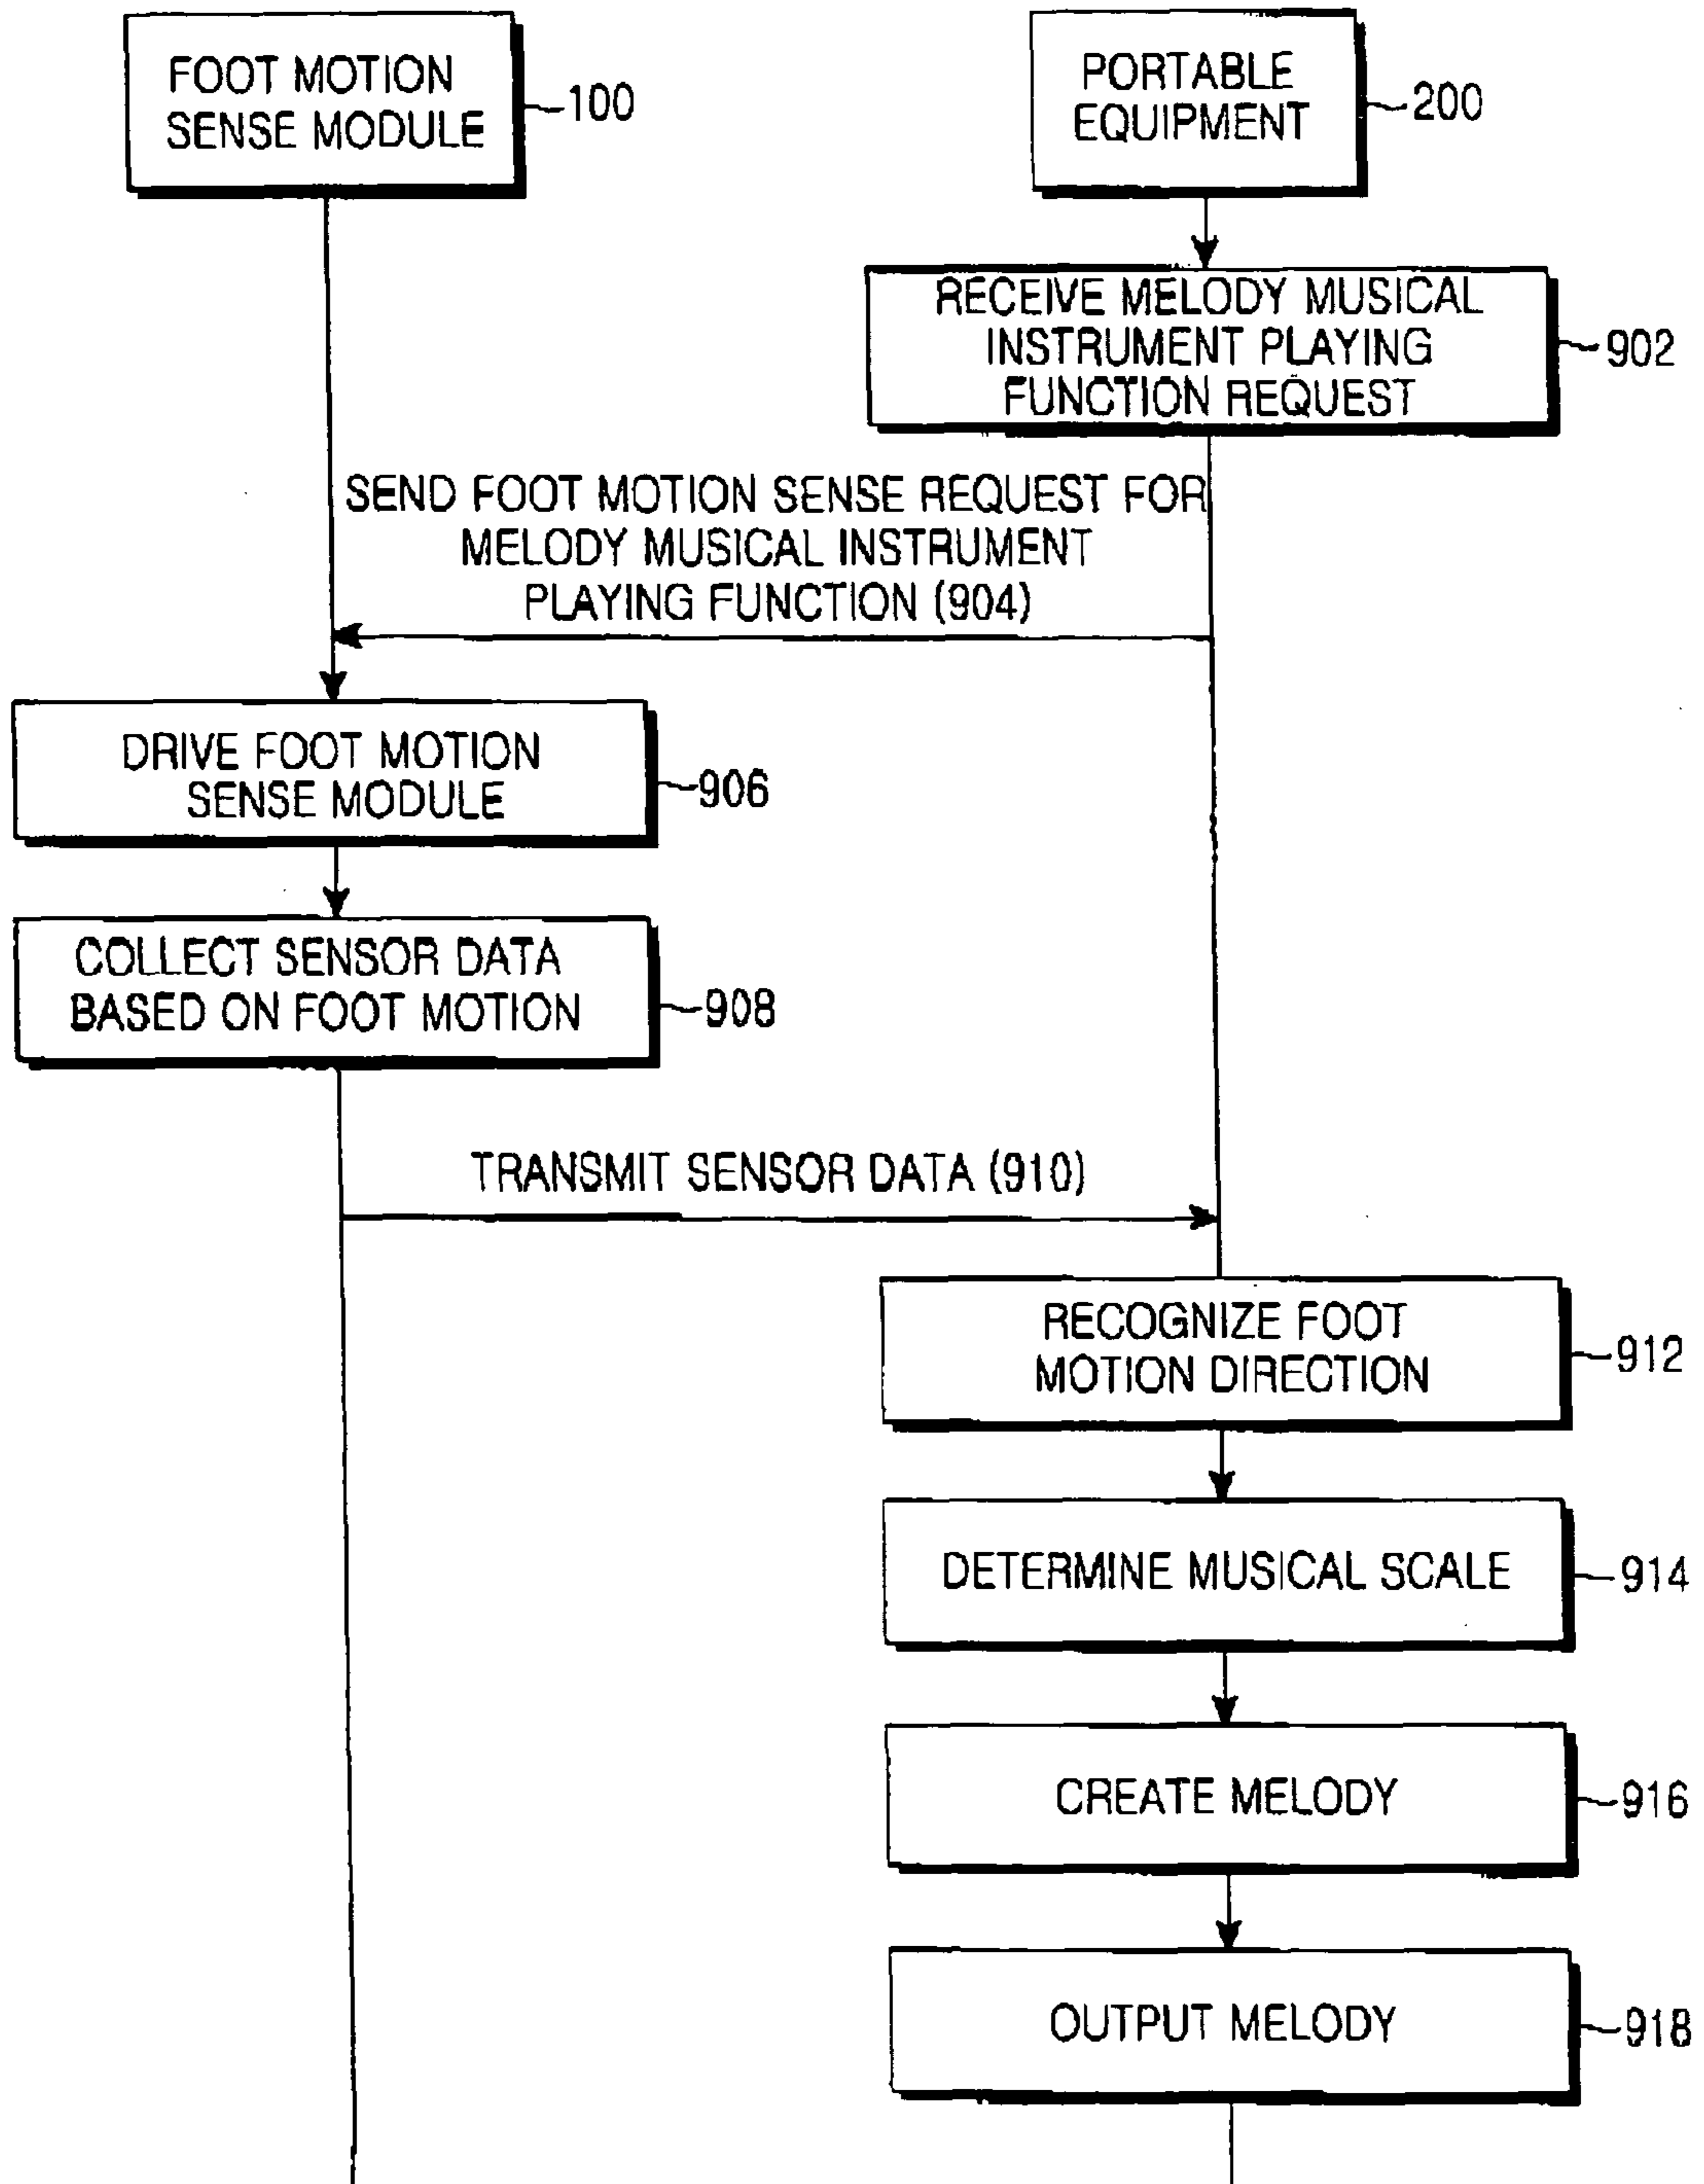 FOOT MOTION
SENSE MODULE
100
PORTABLE
EQUIPMENT
200
RECEIVE MELODY MUSICAL
INSTRUMENT PLAYING
FUNCTION REQUEST
902
SEND FOOT MOTION SENSE REQUEST FOR
MELODY MUSICAL INSTRUMENT
PLAYING FUNCTION (904)
DRIVE FOOT MOTION
SENSE MODULE
906
COLLECT SENSOR DATA
BASED ON FOOT MOTION
908
TRANSMIT SENSOR DATA (910)
RECOGNIZE FOOT
MOTION DIRECTION
912
DETERMINE MUSICAL SCALE
914
CREATE MELODY
916
OUTPUT MELODY
918